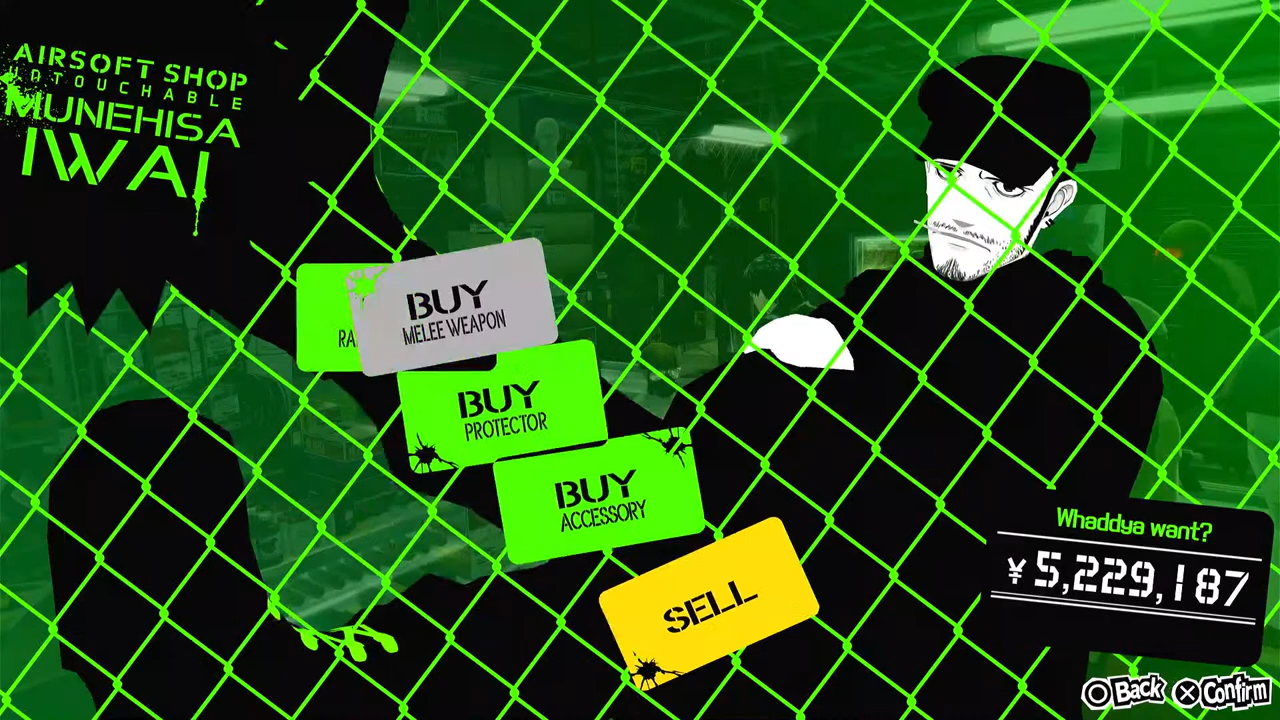 AIRSOFT SHOP
UNTOUCHABLE
MUNEHISA
IWAI
RA
BUY
MELEE WEAPON
BUY
PROTECTOR
BUY
ACCESSORY
SELL
Whaddya want?
¥5,229,187
Back
Confirm